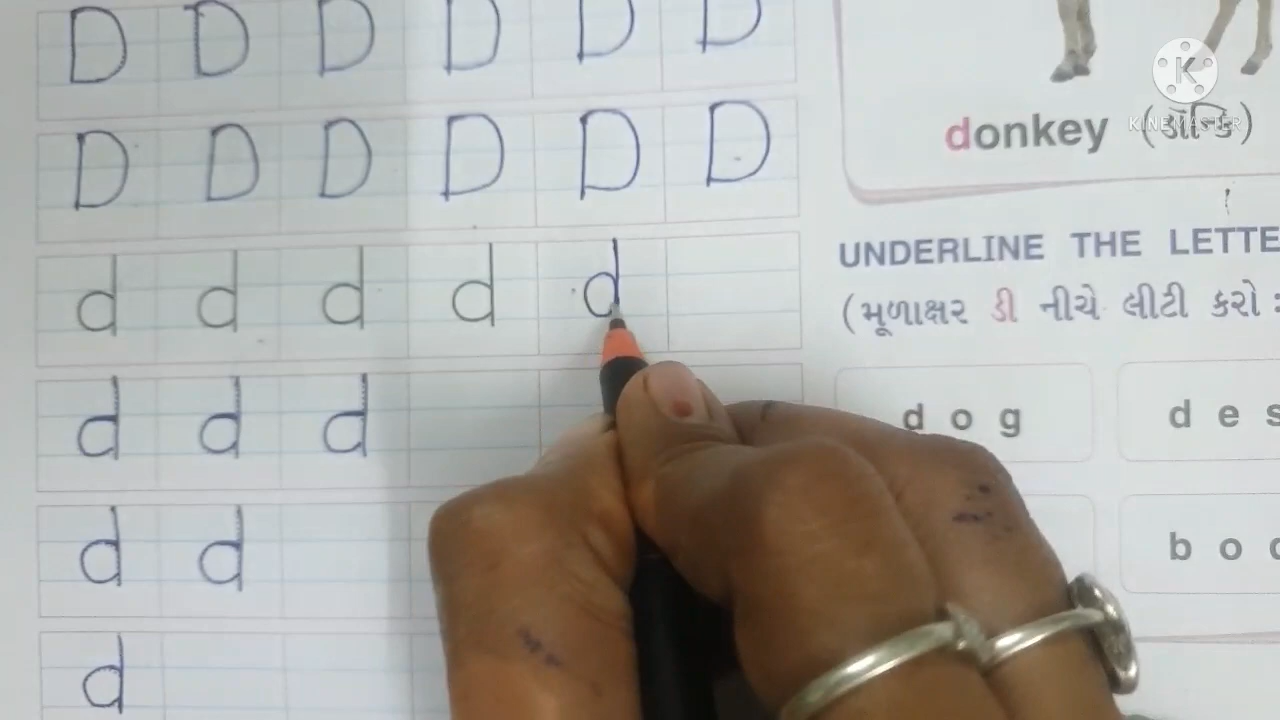 D D D D D D
D D D D D D
d d d d d
d d d
d d
d
donkey (ડૉન્કિ)
KINEMASTER
UNDERLINE THE LETTE
(મૂળાક્ષર ડી નીચે લીટી કરો :
d o g
d e s
b o